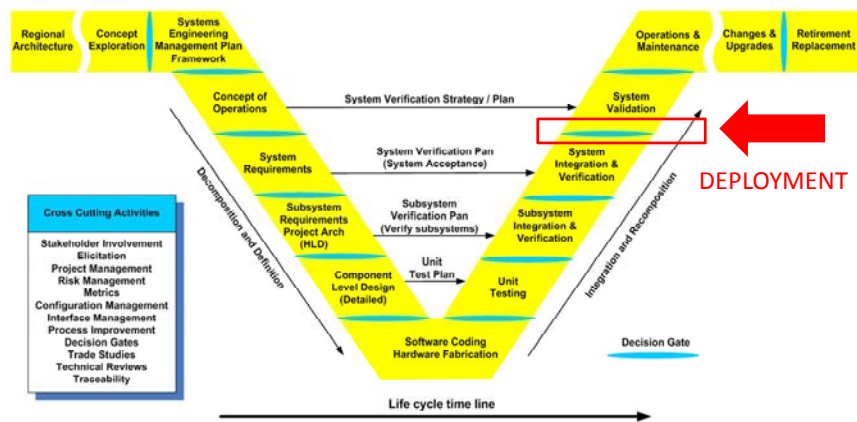 Regional
Architecture
Concept
Exploration
Systems
Engineering
Management Plan
Framework
Operations &
Maintenance
Changes &
Upgrades
Retirement
Replacement
Concept of
Operations
System Verification Strategy / Plan
System
Validation
System
Requirements
System Verification Pan
(System Acceptance)
System
Integration &
Verification
DEPLOYMENT
Subsystem
Requirements
Project Arch
(HLD)
Subsystem
Verification Pan
(Verify subsystems)
Subsystem
Integration &
Verification
Component
Level Design
(Detailed)
Unit
Test Plan
Unit
Testing
Software Coding
Hardware Fabrication
Decomposition and Definition
Integration and Recomposition
Cross Cutting Activities
Stakeholder Involvement
Elicitation
Project Management
Risk Management
Metrics
Configuration Management
Interface Management
Process Improvement
Decision Gates
Trade Studies
Technical Reviews
Traceability
Decision Gate
Life cycle time line